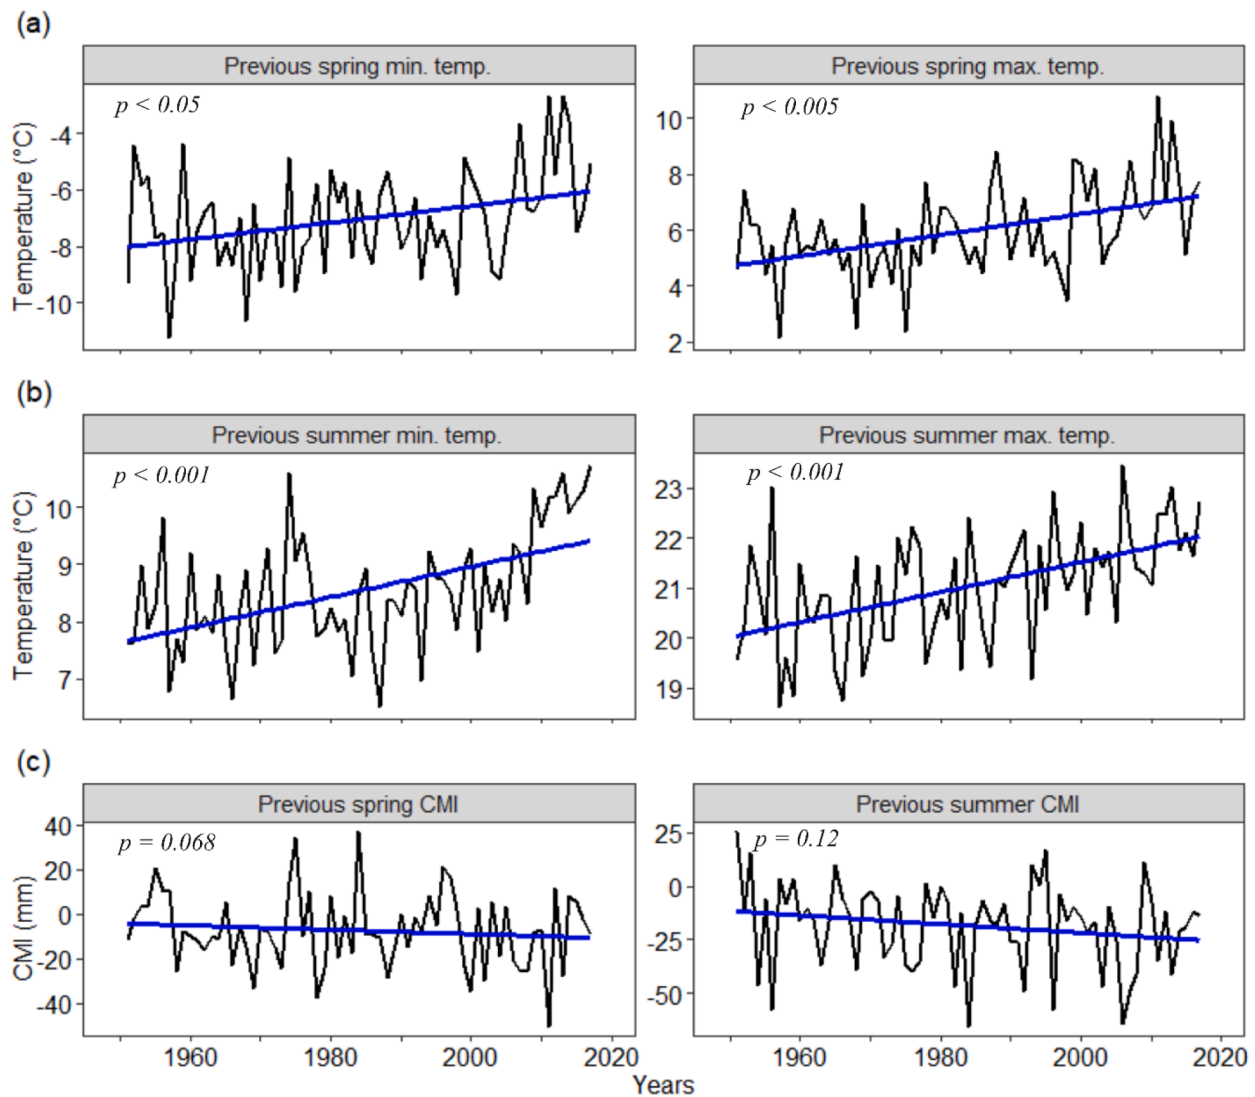 (a)
Previous spring min. temp.
Previous spring max. temp.
p < 0.05
p < 0.005
Temperature (°C)
-4
-6
-8
-10
10
8
6
4
2
(b)
Previous summer min. temp.
Previous summer max. temp.
p < 0.001
p < 0.001
Temperature (°C)
10
9
8
7
23
22
21
20
19
(c)
Previous spring CMI
Previous summer CMI
p = 0.068
p = 0.12
CMI (mm)
40
20
0
-20
-40
25
0
-25
-50
1960 1980 2000 2020
1960 1980 2000 2020
Years